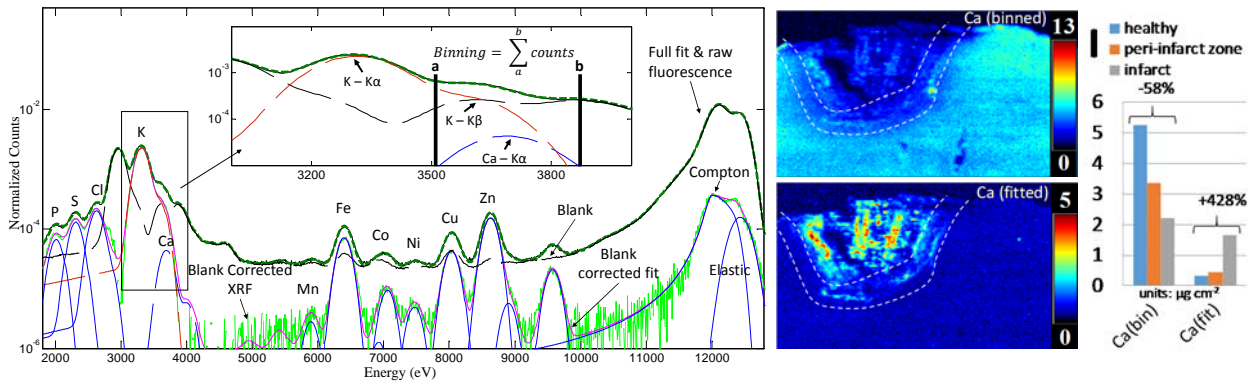 Normalized Counts
10-2
10-4
10-6
P
S
Cl
K
Ca
Blank Corrected
XRF
Mn
Fe
Co
Ni
Cu
Zn
Blank
Blank
corrected fit
Full fit & raw
fluorescence
Compton
Elastic
2000 3000 4000 5000 6000 7000 8000 9000 10000 11000 12000
Energy (eV)
10-3
10-4
3200 3500 3800
K – Kα
Binning = ∑ab counts
a
b
K – Kβ
Ca – Kα
Ca (binned)
13
0
Ca (fitted)
5
0
I
healthy
peri-infarct zone
infarct
-58%
+428%
6
5
4
3
2
1
0
units: µg cm²
Ca(bin)
Ca(fit)